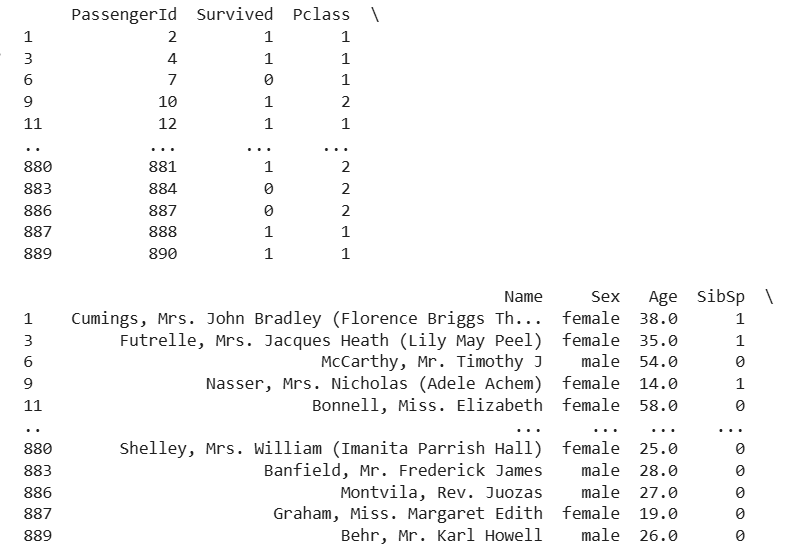 PassengerId Survived Pclass \
1 2 1 1
3 4 1 1
6 7 0 1
9 10 1 2
11 12 1 1
.. ... ... ...
880 881 1 2
883 884 0 2
886 887 0 2
887 888 1 1
889 890 1 1
Name Sex Age SibSp \
1 Cumings, Mrs. John Bradley (Florence Briggs Th... female 38.0 1
3 Futrelle, Mrs. Jacques Heath (Lily May Peel) female 35.0 1
6 McCarthy, Mr. Timothy J male 54.0 0
9 Nasser, Mrs. Nicholas (Adele Achem) female 14.0 1
11 Bonnell, Miss. Elizabeth female 58.0 0
.. ... ... ... ...
880 Shelley, Mrs. William (Imanita Parrish Hall) female 25.0 0
883 Banfield, Mr. Frederick James male 28.0 0
886 Montvila, Rev. Juozas male 27.0 0
887 Graham, Miss. Margaret Edith female 19.0 0
889 Behr, Mr. Karl Howell male 26.0 0